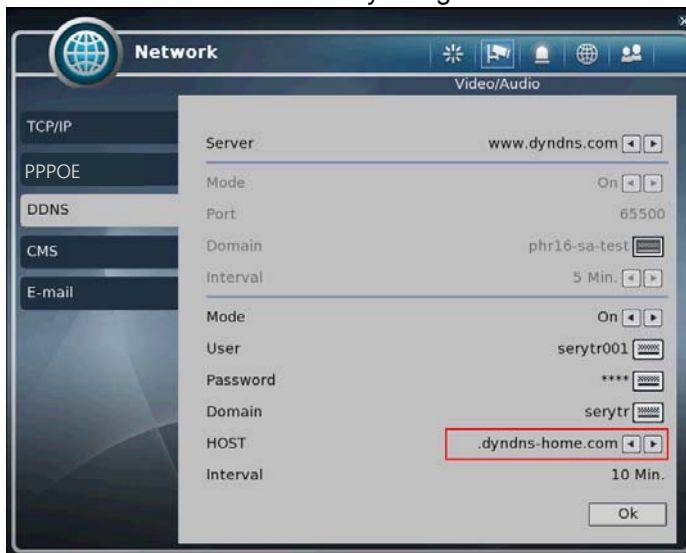 Network
Video/Audio
TCP/IP
PPPOE
DDNS
CMS
E-mail
Server www.dyndns.com
Mode On
Port 65500
Domain phr16-sa-test
Interval 5 Min.
Mode On
User serytr001
Password ****
Domain serytr
HOST .dyndns-home.com
Interval 10 Min.
Ok